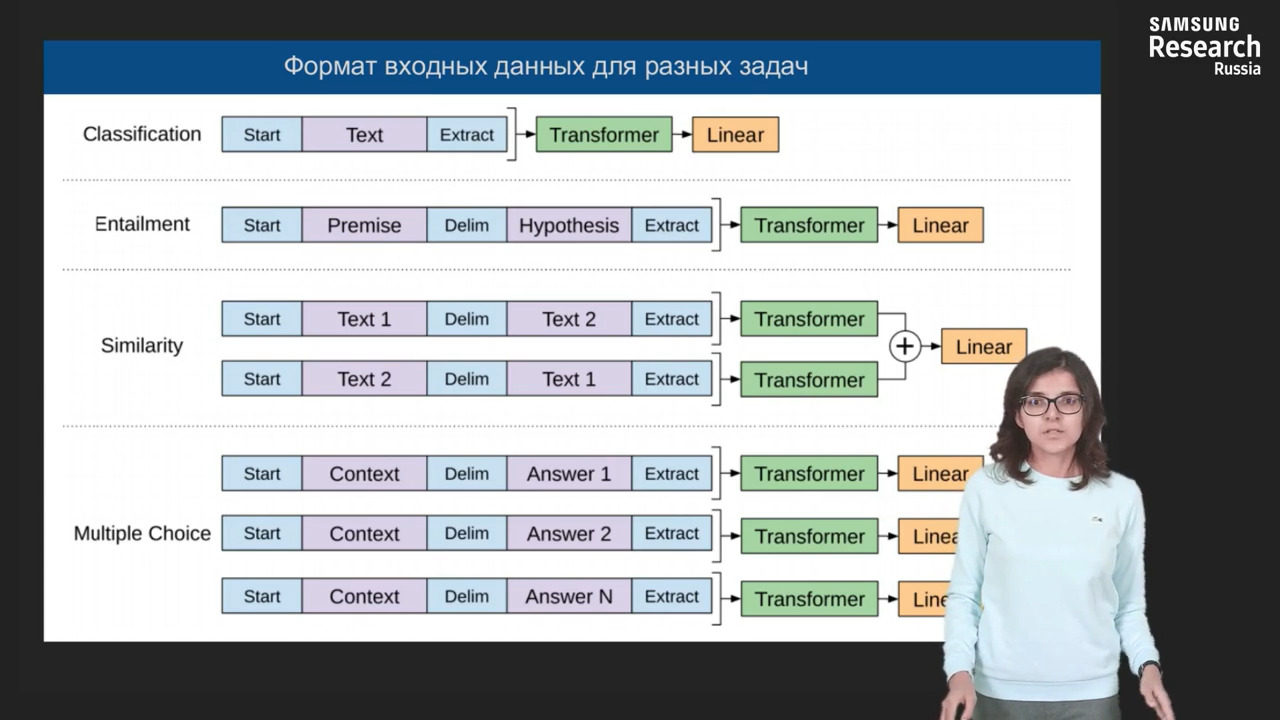 SAMSUNG
Research
Russia
Формат входных данных для разных задач
Classification Start Text Extract Transformer Linear
Entailment Start Premise Delim Hypothesis Extract Transformer Linear
Similarity
Start Text 1 Delim Text 2 Extract Transformer
+ Linear
Start Text 2 Delim Text 1 Extract Transformer
Multiple Choice
Start Context Delim Answer 1 Extract Transformer Linear
Start Context Delim Answer 2 Extract Transformer Linea
Start Context Delim Answer N Extract Transformer Line